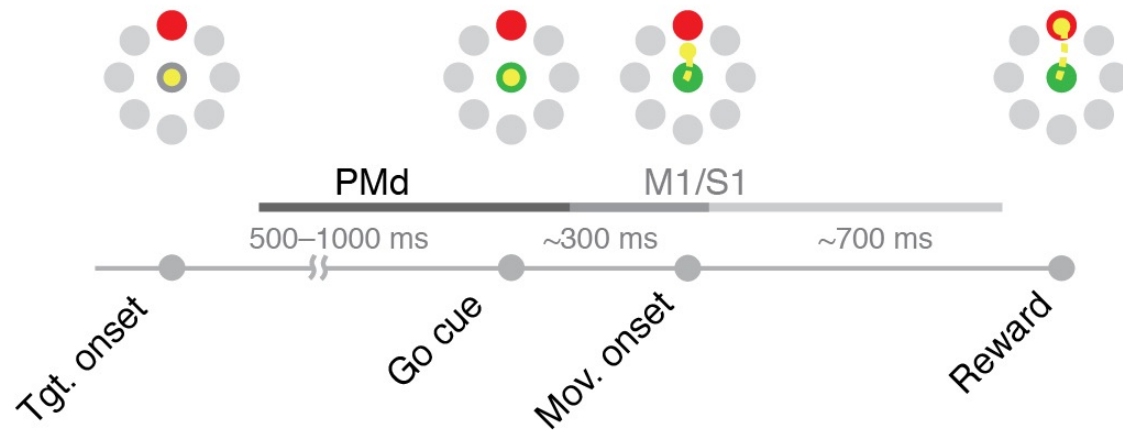 PMd
M1/S1
500–1000 ms
~300 ms
~700 ms
Tgt. onset
Go cue
Mov. onset
Reward